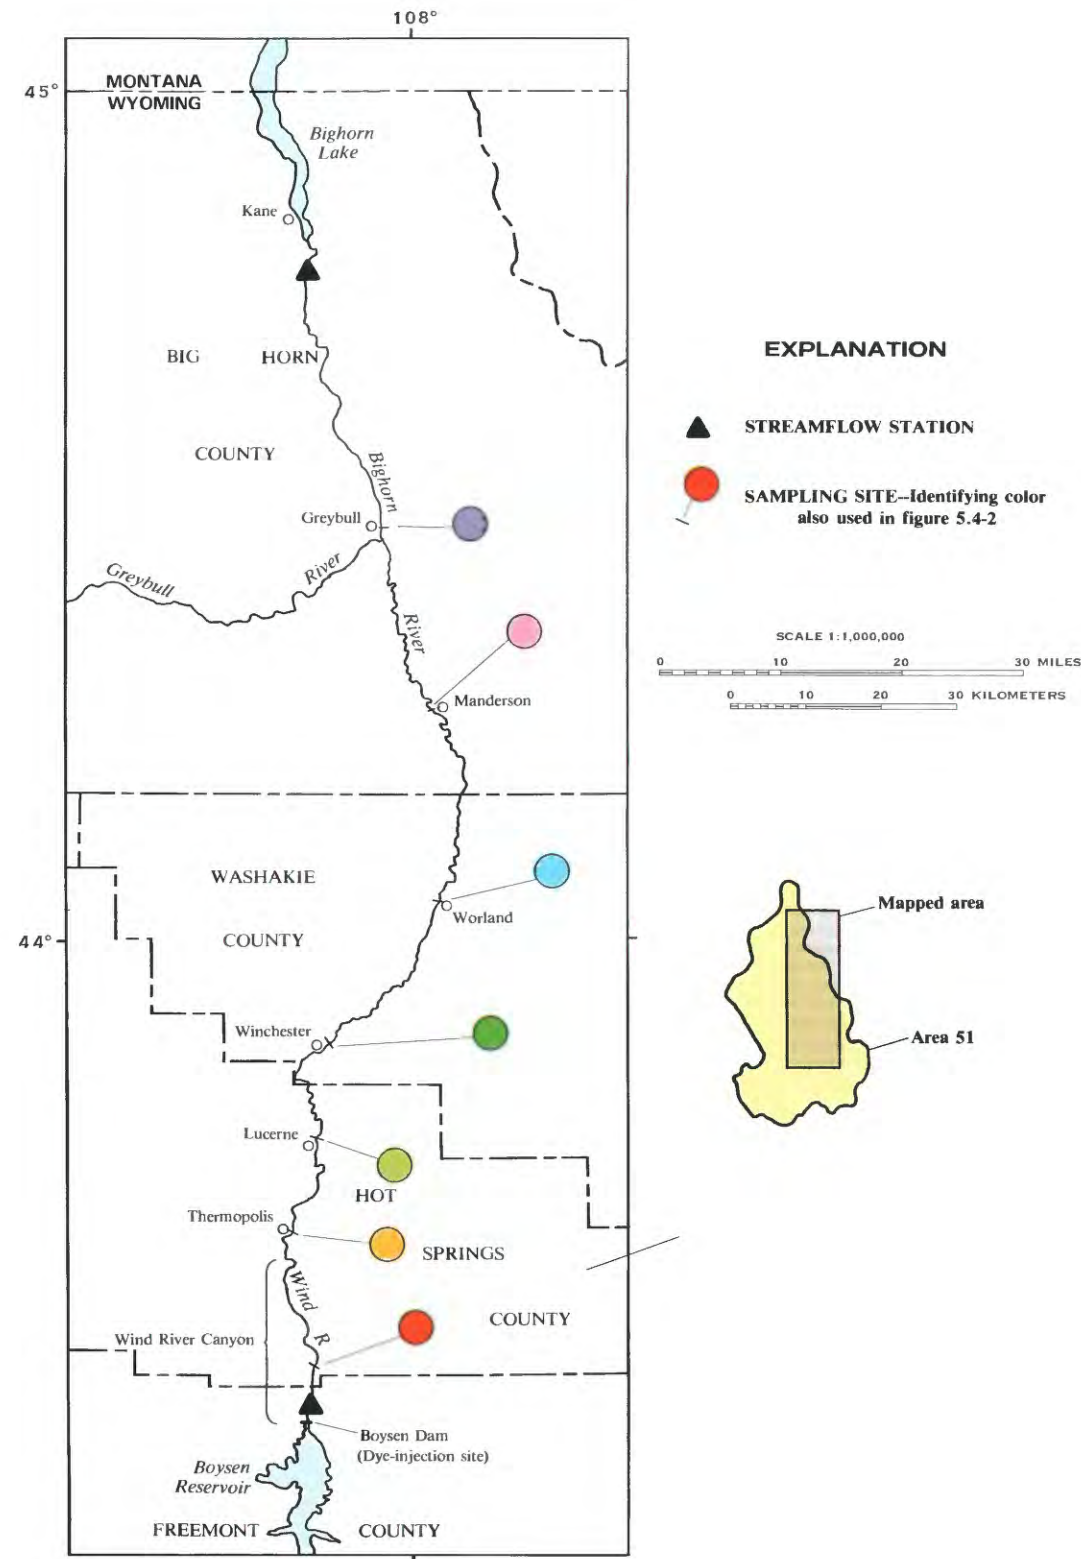 108°
45°
MONTANA
WYOMING
Bighorn
Lake
Kane
BIG HORN
COUNTY
Bighorn
River
Greybull
Greybull River
Manderson
WASHAKIE
COUNTY
Worland
44°
Winchester
Lucerne
HOT
SPRINGS
COUNTY
Thermopolis
Wind R
Wind River Canyon
Boysen Dam
(Dye-injection site)
Boysen
Reservoir
FREEMONT COUNTY
EXPLANATION
STREAMFLOW STATION
SAMPLING SITE--Identifying color
also used in figure 5.4-2
SCALE 1:1,000,000
0 10 20 30 MILES
0 10 20 30 KILOMETERS
Mapped area
Area 51